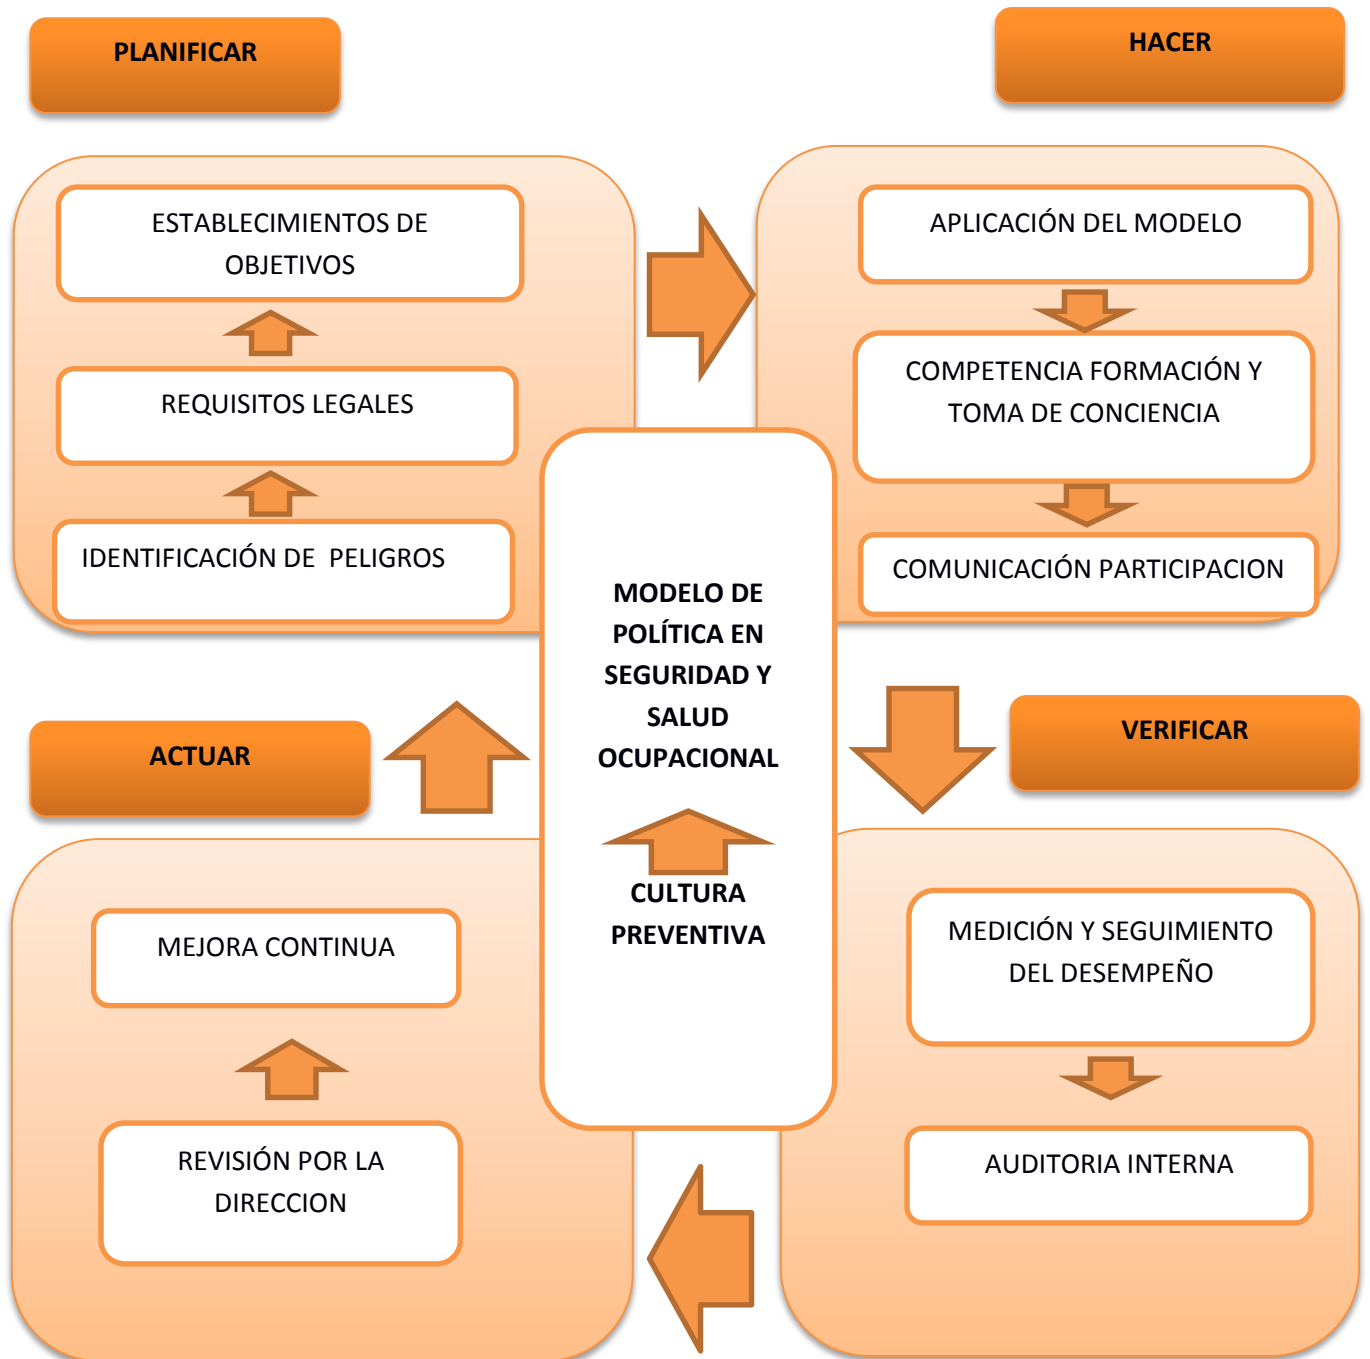 PLANIFICAR
HACER
ESTABLECIMIENTOS DE
OBJETIVOS
REQUISITOS LEGALES
IDENTIFICACIÓN DE  PELIGROS
APLICACIÓN DEL MODELO
COMPETENCIA FORMACIÓN Y
TOMA DE CONCIENCIA
COMUNICACIÓN PARTICIPACION
MODELO DE
POLÍTICA EN
SEGURIDAD Y
SALUD
OCUPACIONAL
CULTURA
PREVENTIVA
ACTUAR
VERIFICAR
MEJORA CONTINUA
REVISIÓN POR LA
DIRECCION
MEDICIÓN Y SEGUIMIENTO
DEL DESEMPEÑO
AUDITORIA INTERNA